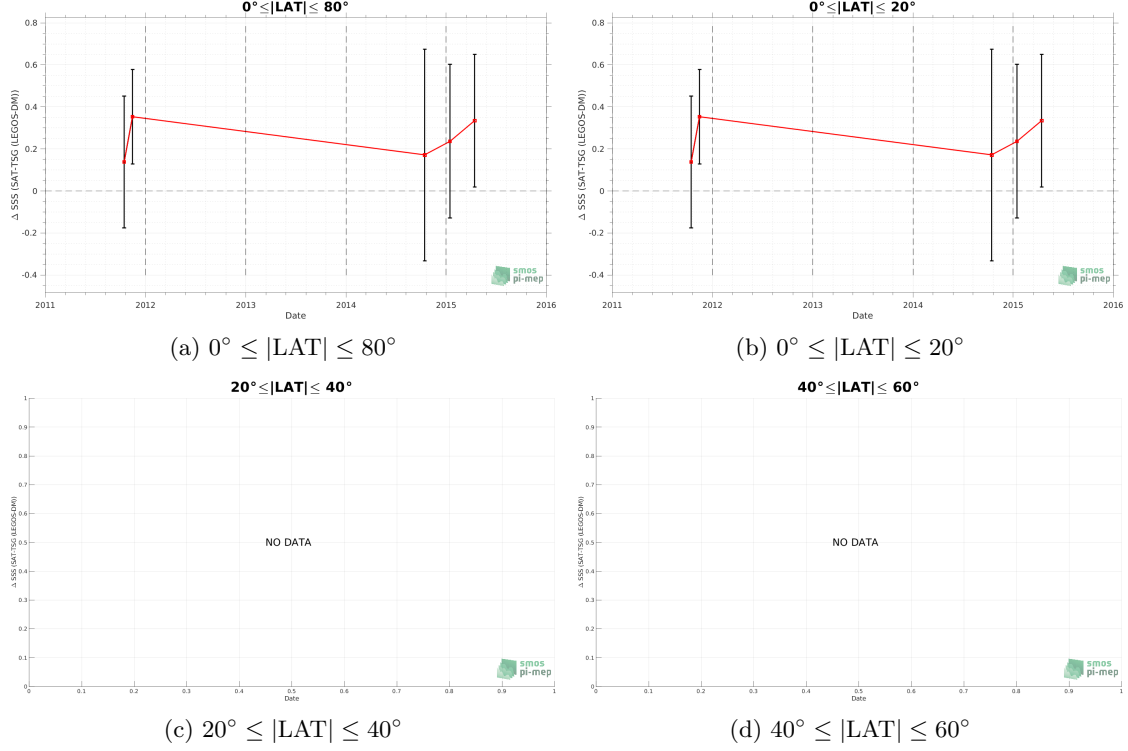 0°≤|LAT|≤ 80°
0.8
0.6
0.4
0.2
0
-0.2
-0.4
Δ SSS (SAT-TSG (LEGOS-DM))
2011 2012 2013 2014 2015 2016
Date
smos
pi-mep
(a) 0° ≤ |LAT| ≤ 80°
0°≤|LAT|≤ 20°
0.8
0.6
0.4
0.2
0
-0.2
-0.4
Δ SSS (SAT-TSG (LEGOS-DM))
2011 2012 2013 2014 2015 2016
Date
smos
pi-mep
(b) 0° ≤ |LAT| ≤ 20°
20°≤|LAT|≤ 40°
1
0.9
0.8
0.7
0.6
0.5
0.4
0.3
0.2
0.1
0
Δ SSS (SAT-TSG (LEGOS-DM))
NO DATA
0 0.1 0.2 0.3 0.4 0.5 0.6 0.7 0.8 0.9 1
Date
smos
pi-mep
(c) 20° ≤ |LAT| ≤ 40°
40°≤|LAT|≤ 60°
1
0.9
0.8
0.7
0.6
0.5
0.4
0.3
0.2
0.1
0
Δ SSS (SAT-TSG (LEGOS-DM))
NO DATA
0 0.1 0.2 0.3 0.4 0.5 0.6 0.7 0.8 0.9 1
Date
smos
pi-mep
(d) 40° ≤ |LAT| ≤ 60°